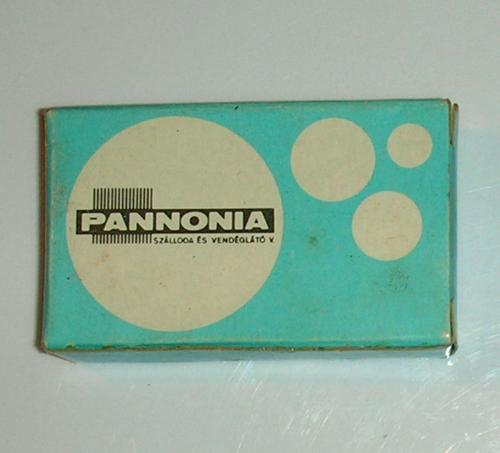 PANNONIA
SZÁLLODA ÉS VENDÉGLÁTÓ V.